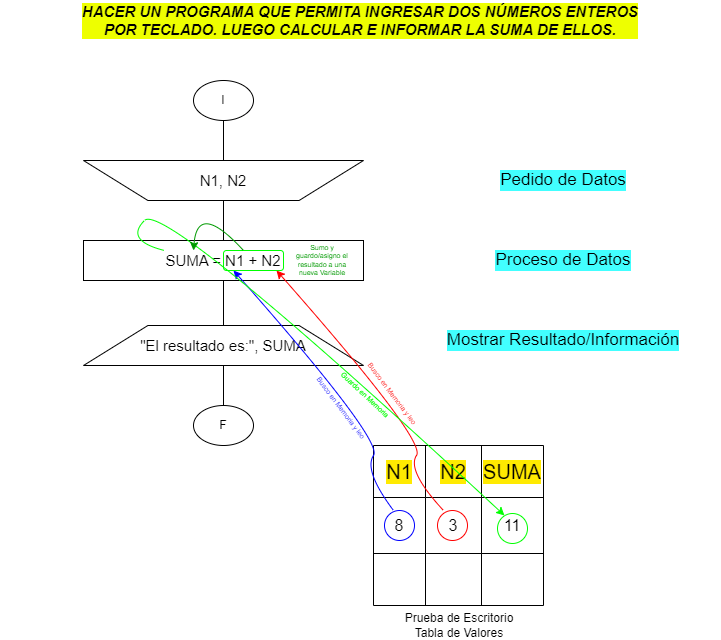 HACER UN PROGRAMA QUE PERMITA INGRESAR DOS NÚMEROS ENTEROS
POR TECLADO. LUEGO CALCULAR E INFORMAR LA SUMA DE ELLOS.
I
N1, N2
Pedido de Datos
SUMA = N1 + N2
Sumo y
guardo/asigno el
resultado a una
nueva Variable
Proceso de Datos
"El resultado es:", SUMA
Mostrar Resultado/Información
Busco en Memoria y leo
Guardo en Memoria
Busco en Memoria y leo
F
N1 N2 SUMA
8 3 11
Prueba de Escritorio
Tabla de Valores